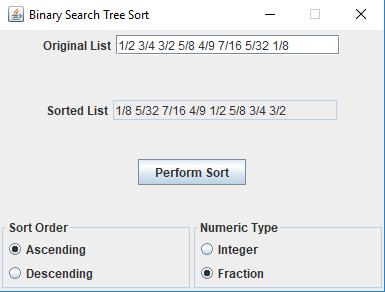 Binary Search Tree Sort
Original List 1/2 3/4 3/2 5/8 4/9 7/16 5/32 1/8
Sorted List 1/8 5/32 7/16 4/9 1/2 5/8 3/4 3/2
Perform Sort
Sort Order
Ascending
Descending
Numeric Type
Integer
Fraction